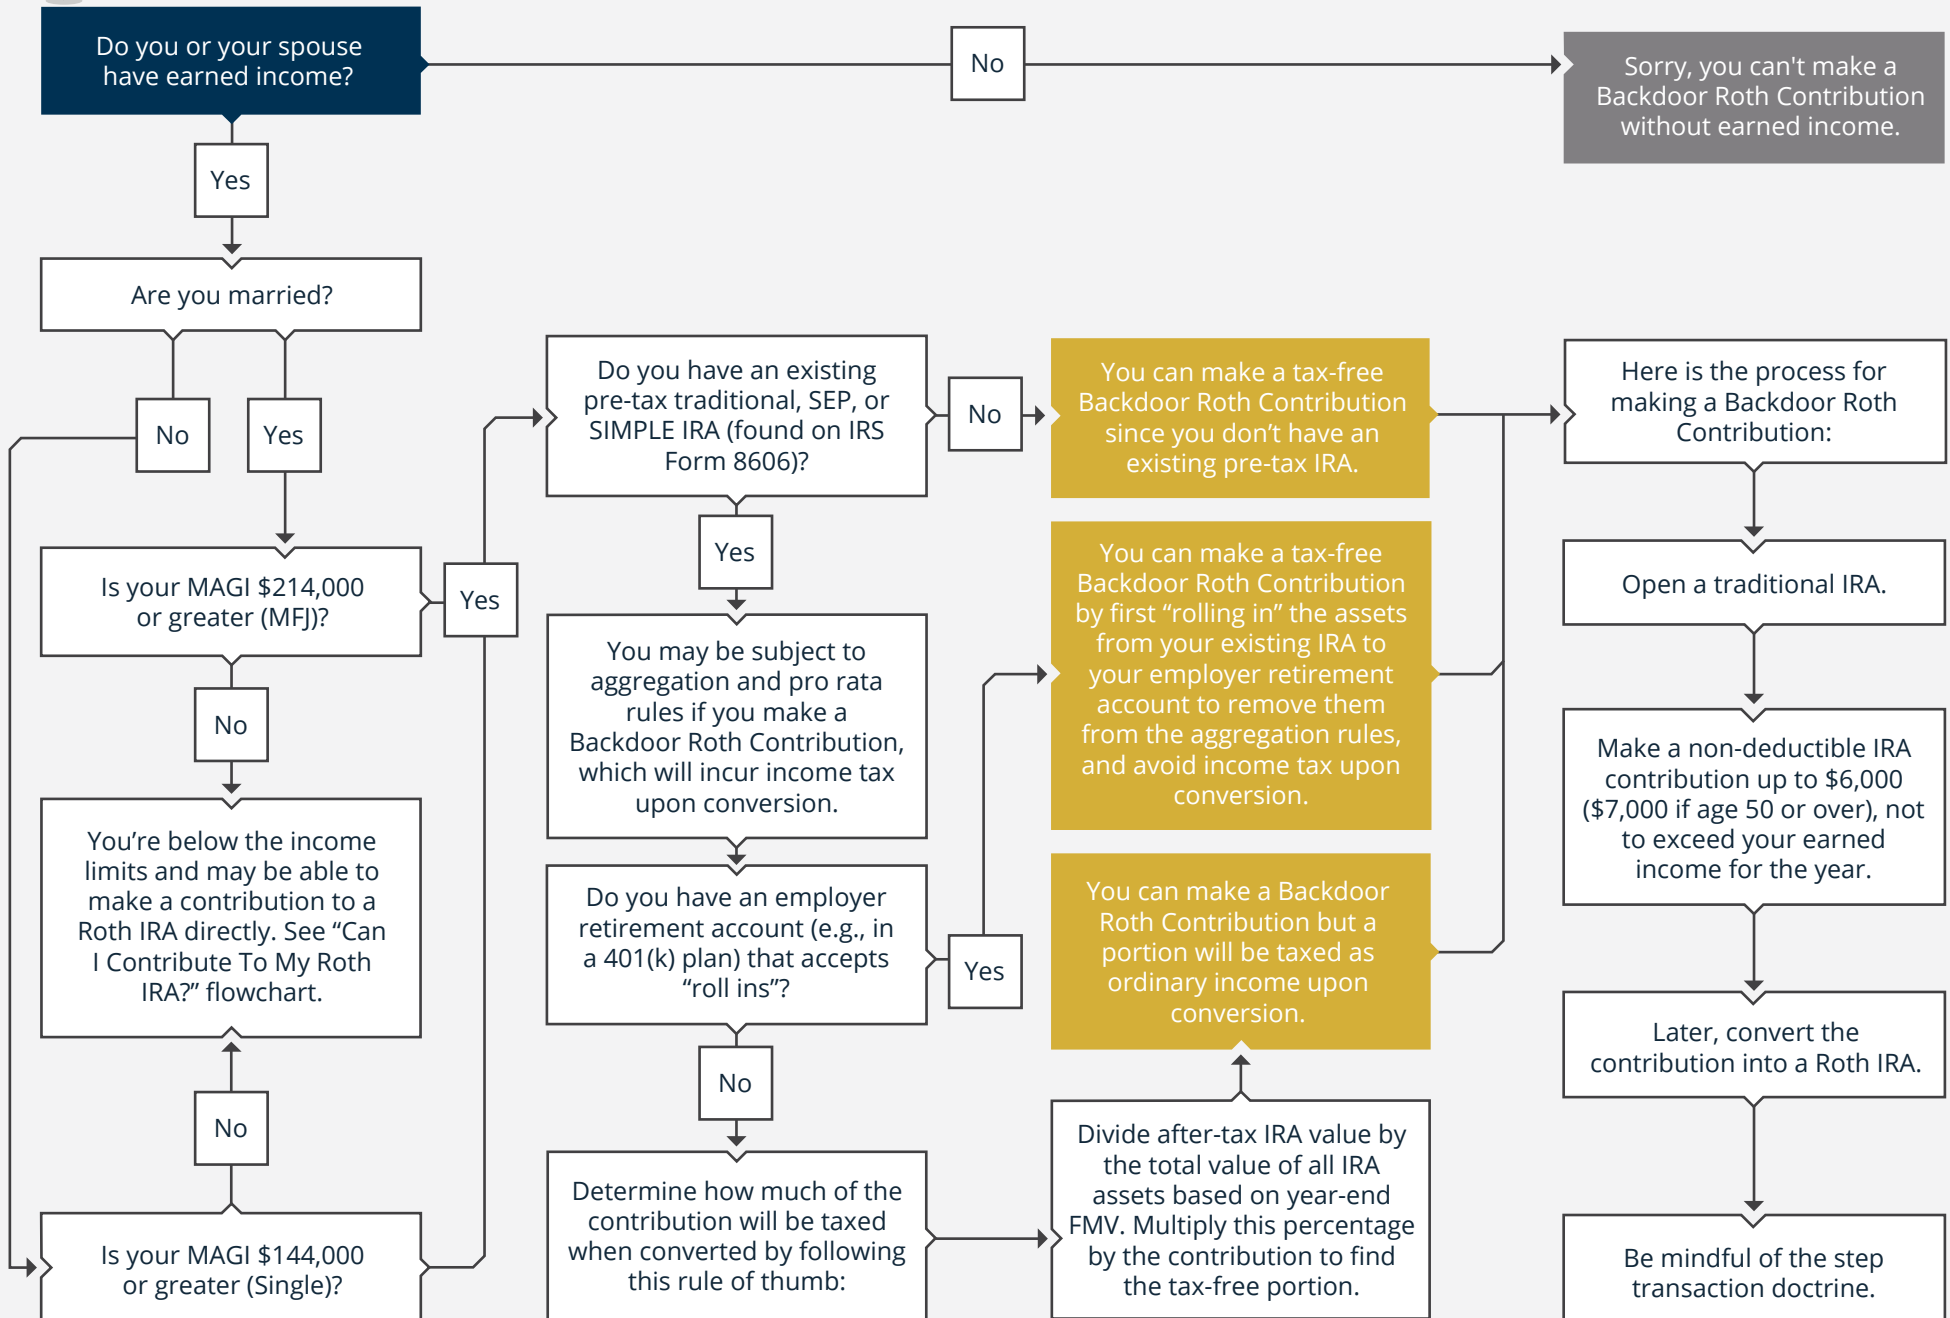 Do you or your spouse
have earned income?
No
Sorry, you can't make a
Backdoor Roth Contribution
without earned income.
Yes
Are you married?
No
Yes
Is your MAGI $214,000
or greater (MFJ)?
Yes
No
You’re below the income
limits and may be able to
make a contribution to a
Roth IRA directly. See “Can
I Contribute To My Roth
IRA?” flowchart.
No
Is your MAGI $144,000
or greater (Single)?
Do you have an existing
pre-tax traditional, SEP, or
SIMPLE IRA (found on IRS
Form 8606)?
No
Yes
You may be subject to
aggregation and pro rata
rules if you make a
Backdoor Roth Contribution,
which will incur income tax
upon conversion.
Do you have an employer
retirement account (e.g., in
a 401(k) plan) that accepts
“roll ins”?
Yes
No
Determine how much of the
contribution will be taxed
when converted by following
this rule of thumb:
You can make a tax-free
Backdoor Roth Contribution
since you don’t have an
existing pre-tax IRA.
You can make a tax-free
Backdoor Roth Contribution
by first “rolling in” the assets
from your existing IRA to
your employer retirement
account to remove them
from the aggregation rules,
and avoid income tax upon
conversion.
You can make a Backdoor
Roth Contribution but a
portion will be taxed as
ordinary income upon
conversion.
Divide after-tax IRA value by
the total value of all IRA
assets based on year-end
FMV. Multiply this percentage
by the contribution to find
the tax-free portion.
Here is the process for
making a Backdoor Roth
Contribution:
Open a traditional IRA.
Make a non-deductible IRA
contribution up to $6,000
($7,000 if age 50 or over), not
to exceed your earned
income for the year.
Later, convert the
contribution into a Roth IRA.
Be mindful of the step
transaction doctrine.